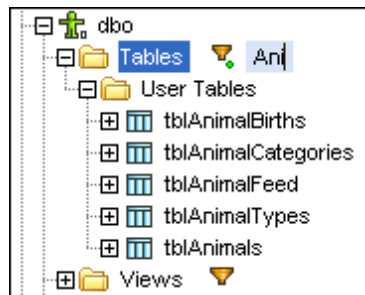 dbo
Tables Ani
User Tables
tblAnimalBirths
tblAnimalCategories
tblAnimalFeed
tblAnimalTypes
tblAnimals
Views